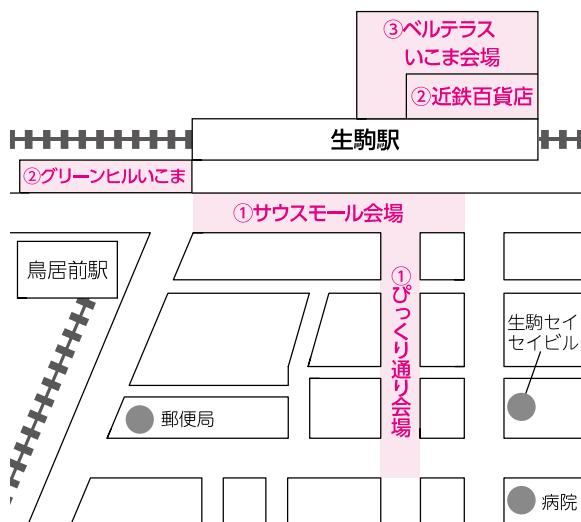 ③ベルテラス
いこま会場
②近鉄百貨店
生駒駅
②グリーンヒルいこま
①サウスモール会場
鳥居前駅
①ぴっくり通り会場
生駒セイ
セイビル
郵便局
病院